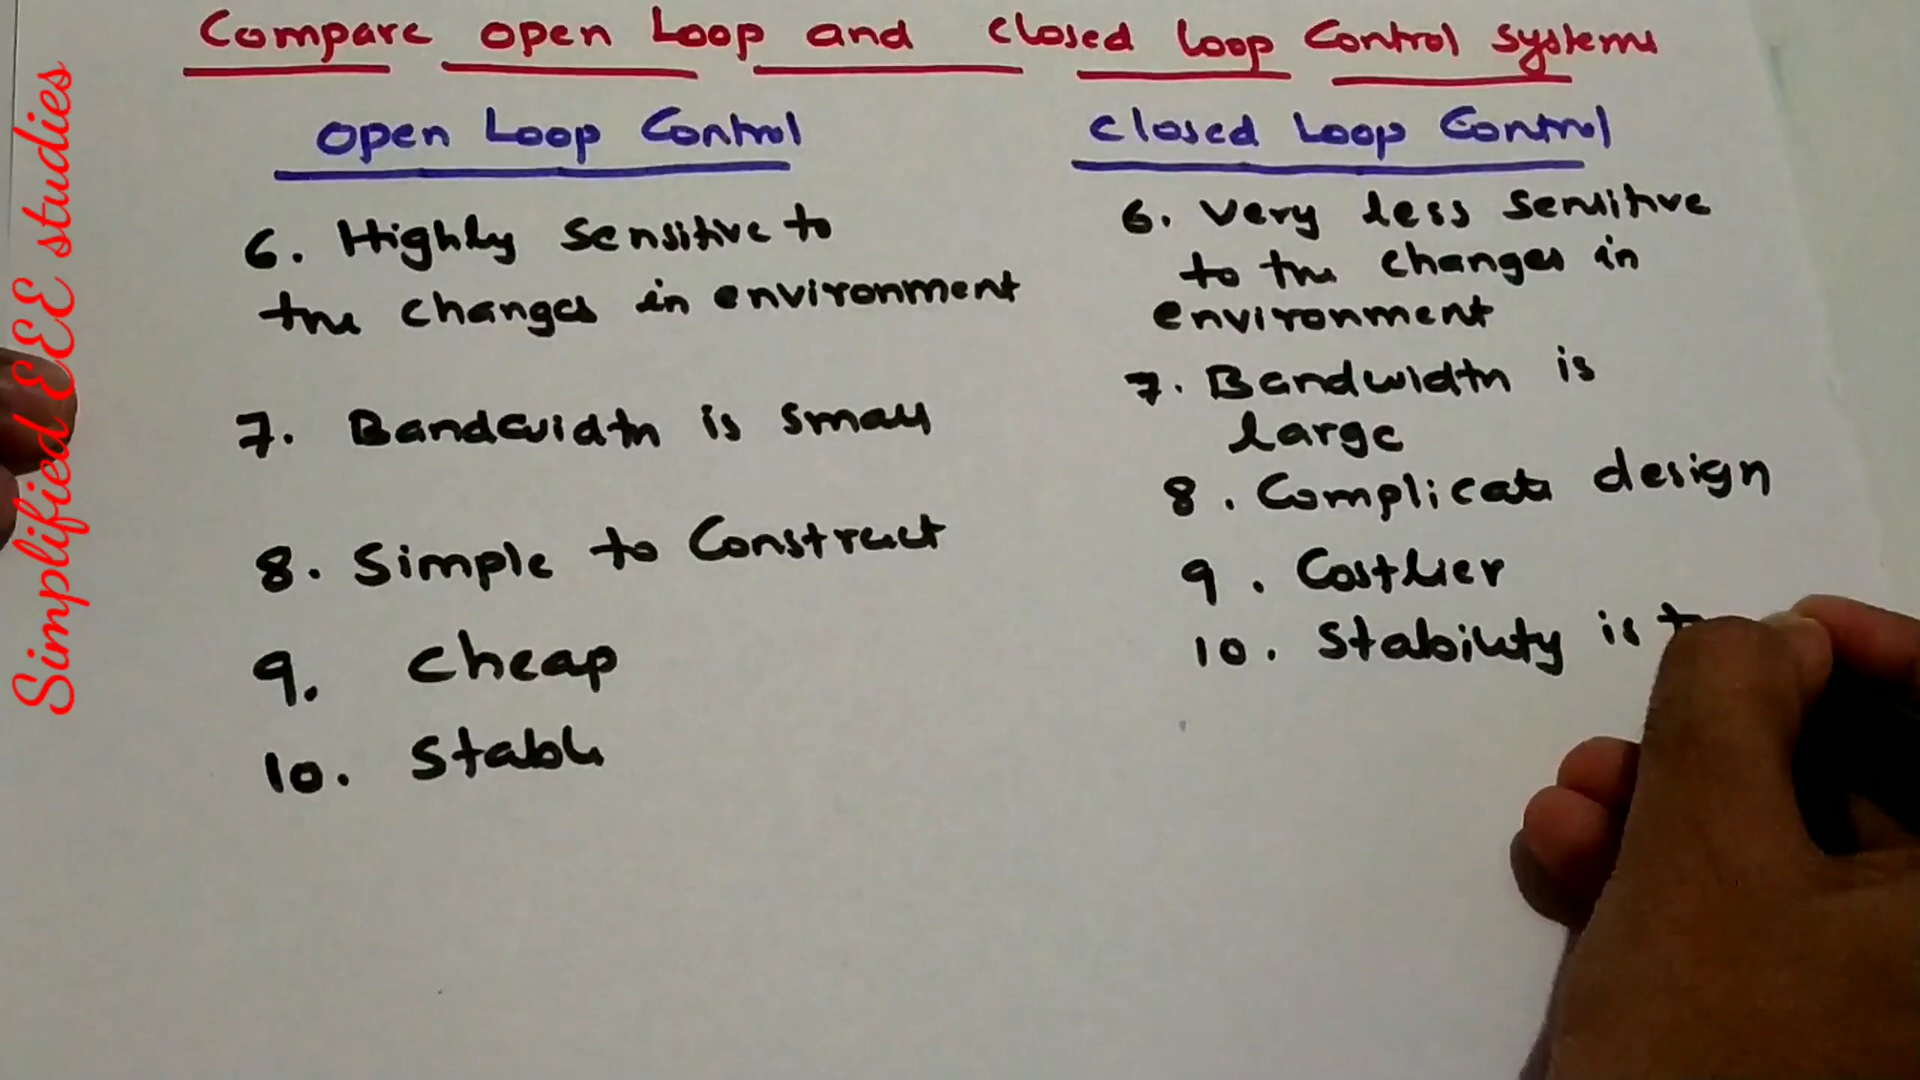 Compare open Loop and closed loop Control systems
Open Loop Control
6. Highly Sensitive to
the changes in environment
7. Bandwidth is small
8. Simple to Construct
9. Cheap
10. Stable
Closed Loop Control
6. Very less sensitive
to the changes in
environment
7. Bandwidth is
large
8. Complicate design
9. Costlier
10. Stability is
Simplified EEE studies